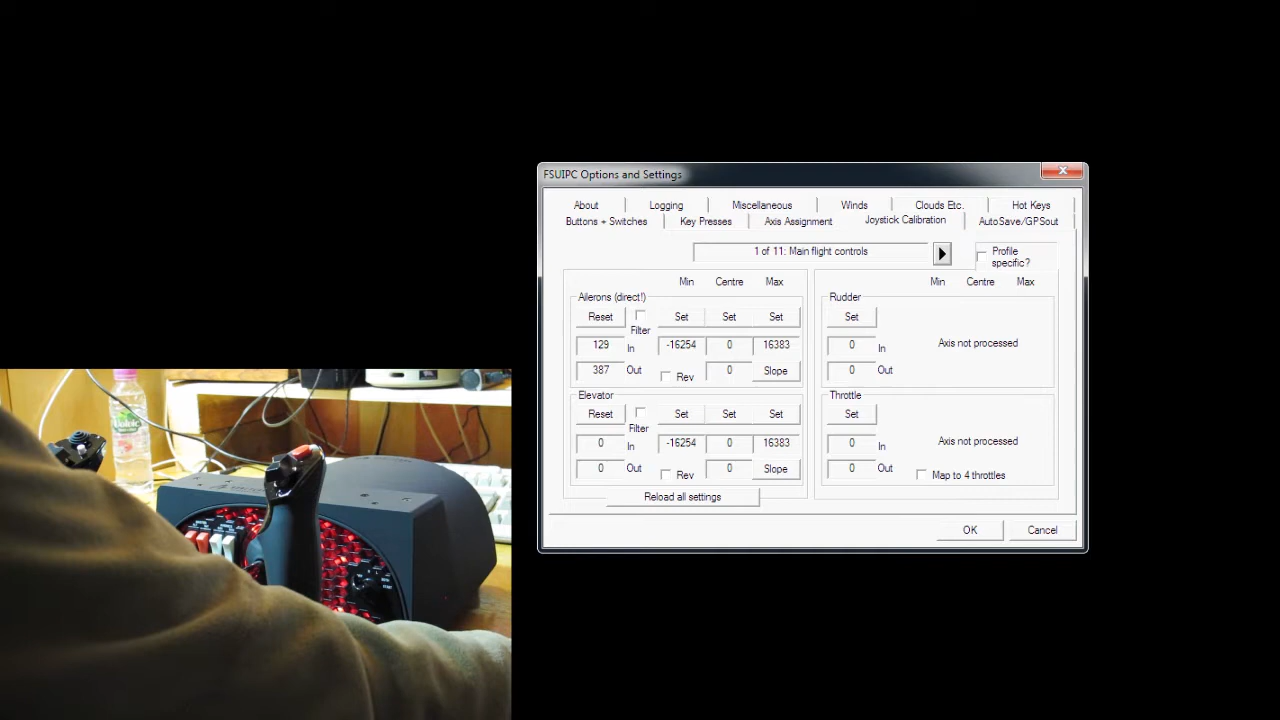 FSUIPC Options and Settings
About Logging Miscellaneous Winds Clouds Etc. Hot Keys
Buttons + Switches Key Presses Axis Assignment Joystick Calibration AutoSave/GPSout
1 of 11: Main flight controls
Profile specific?
Min Centre Max
Ailerons (direct!)
Reset Filter Set Set Set
129 In -16254 0 16383
387 Out Rev 0 Slope
Elevator
Reset Filter Set Set Set
0 In -16254 0 16383
0 Out Rev 0 Slope
Reload all settings
Min Centre Max
Rudder
Set
0 In Axis not processed
0 Out
Throttle
Set
0 In Axis not processed
0 Out Map to 4 throttles
OK Cancel
Volvic